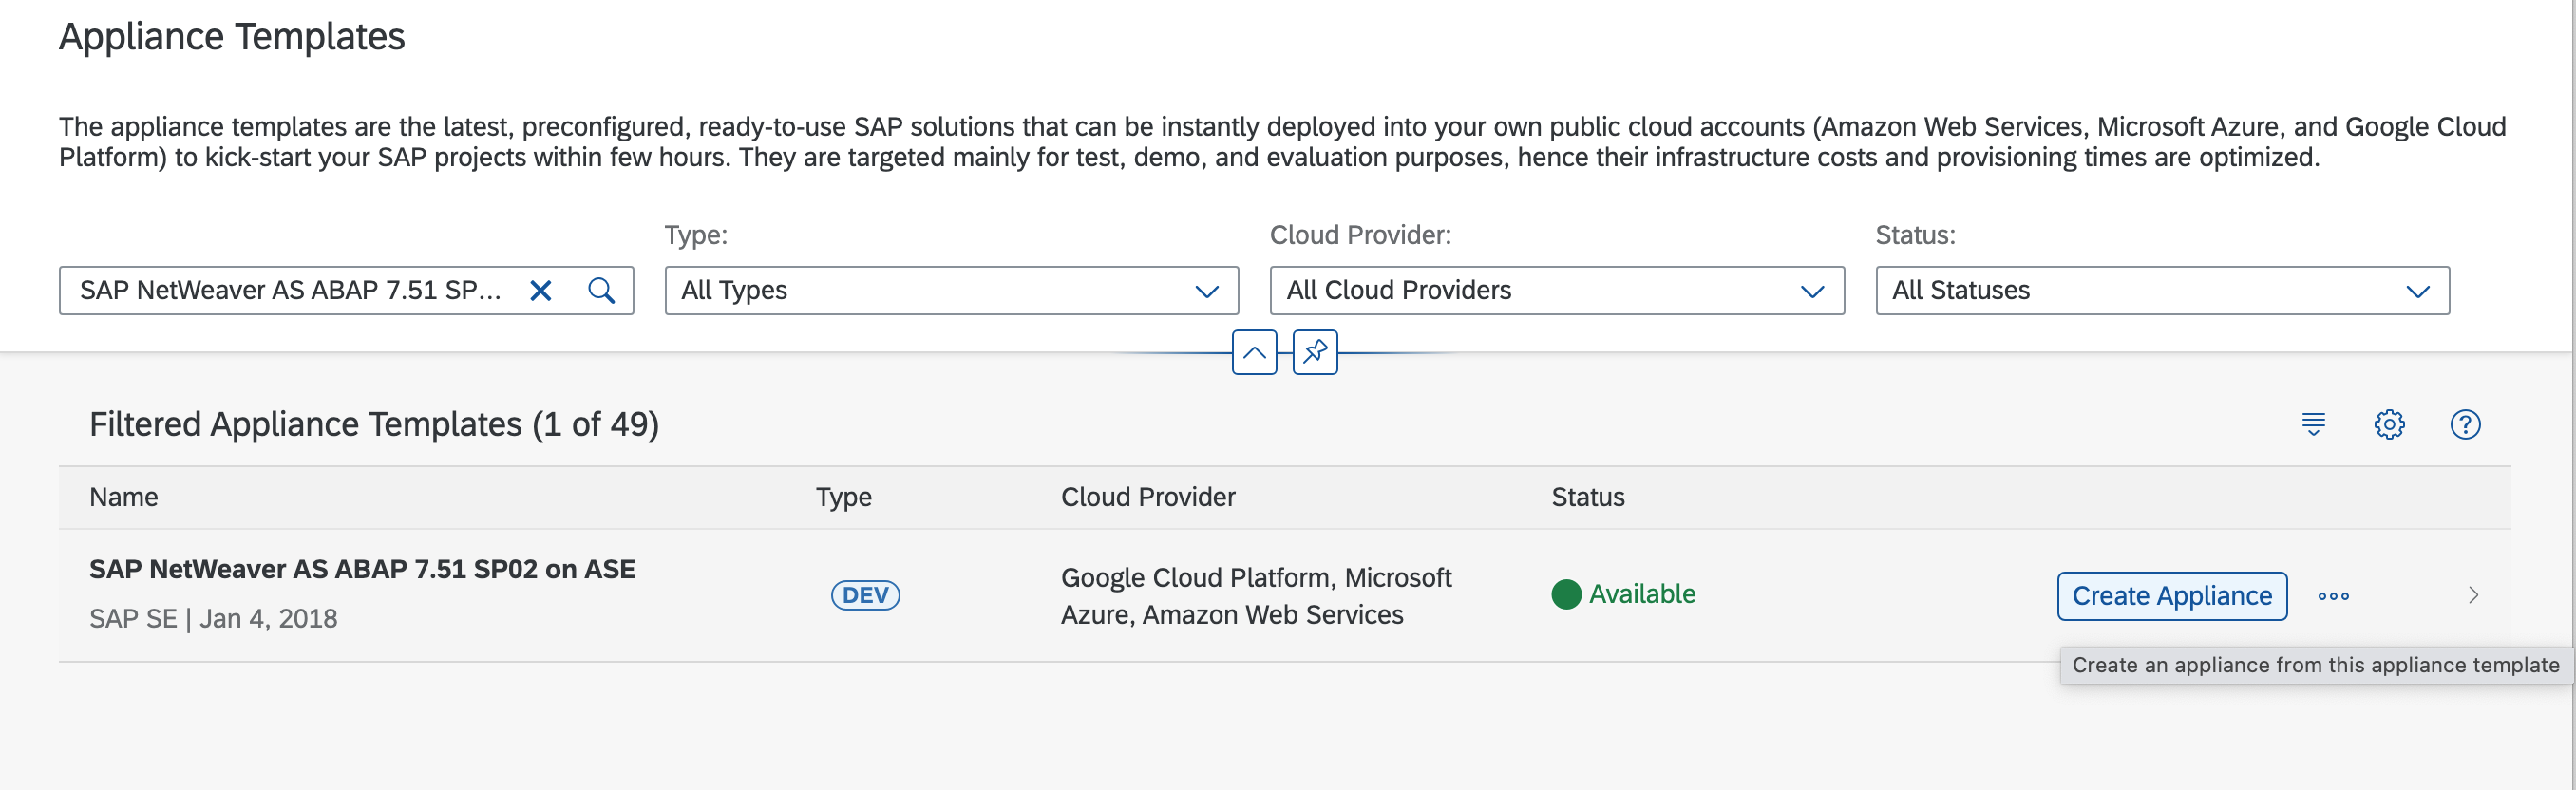 Appliance Templates
The appliance templates are the latest, preconfigured, ready-to-use SAP solutions that can be instantly deployed into your own public cloud accounts (Amazon Web Services, Microsoft Azure, and Google Cloud
Platform) to kick-start your SAP projects within few hours. They are targeted mainly for test, demo, and evaluation purposes, hence their infrastructure costs and provisioning times are optimized.
Type:
Cloud Provider:
Status:
SAP NetWeaver AS ABAP 7.51 SP...
All Types
All Cloud Providers
All Statuses
Filtered Appliance Templates (1 of 49)
Name
Type
Cloud Provider
Status
SAP NetWeaver AS ABAP 7.51 SP02 on ASE
SAP SE | Jan 4, 2018
DEV
Google Cloud Platform, Microsoft
Azure, Amazon Web Services
Available
Create Appliance
Create an appliance from this appliance template